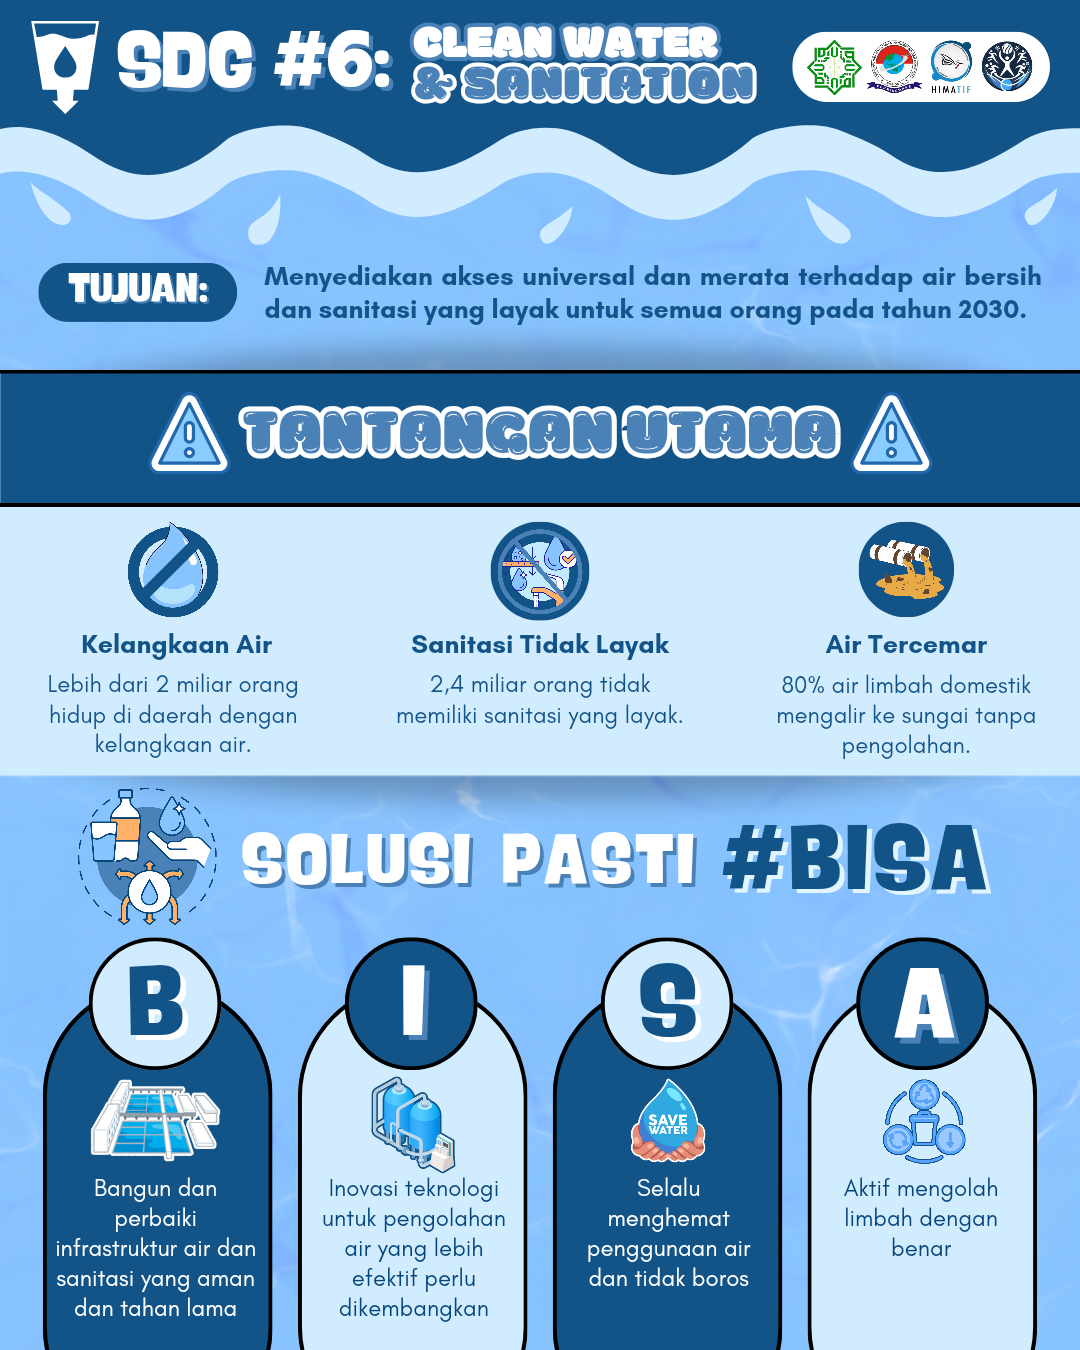 SDG #6:
CLEAN WATER
& SANITATION
HIMATIF
TUJUAN:
Menyediakan akses universal dan merata terhadap air bersih
dan sanitasi yang layak untuk semua orang pada tahun 2030.
TANTANGAN UTAMA
Kelangkaan Air
Lebih dari 2 miliar orang
hidup di daerah dengan
kelangkaan air.
Sanitasi Tidak Layak
2,4 miliar orang tidak
memiliki sanitasi yang layak.
Air Tercemar
80% air limbah domestik
mengalir ke sungai tanpa
pengolahan.
SOLUSI PASTI #BISA
B
Bangun dan
perbaiki
infrastruktur air dan
sanitasi yang aman
dan tahan lama
I
Inovasi teknologi
untuk pengolahan
air yang lebih
efektif perlu
dikembangkan
S
SAVE
WATER
Selalu
menghemat
penggunaan air
dan tidak boros
A
Aktif mengolah
limbah dengan
benar